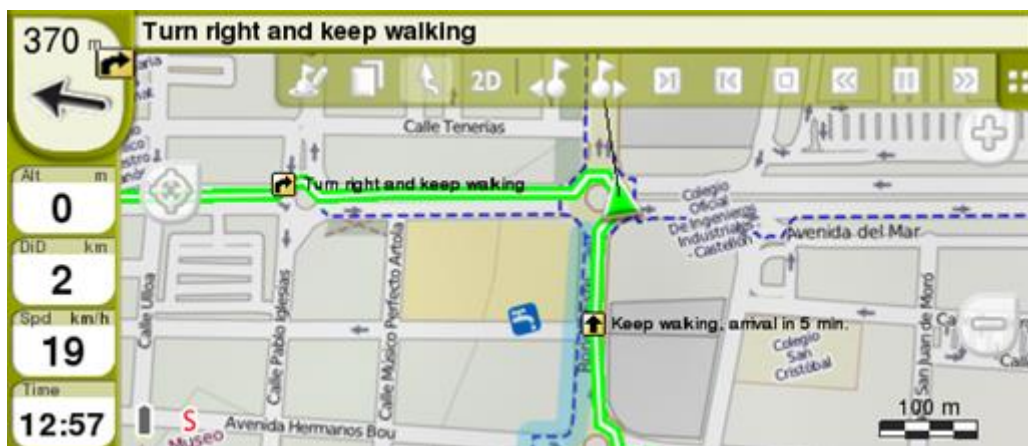 370 m
Turn right and keep walking
2D
Calle Tenerías
Alt m
0
Turn right and keep walking
Colegio
Oficial
De Ingenieros
Industriales
- Castellón
Avenida del Mar
DiD km
2
Calle Ulloa
Calle Pablo Iglesias
Calle Músico Perfecto Artola
Spd km/h
19
Keep walking, arrival in 5 min.
Colegio
San
Cristóbal
San Juan de Moró
Time
12:57
S
Museo
Avenida Hermanos Bou
100 m